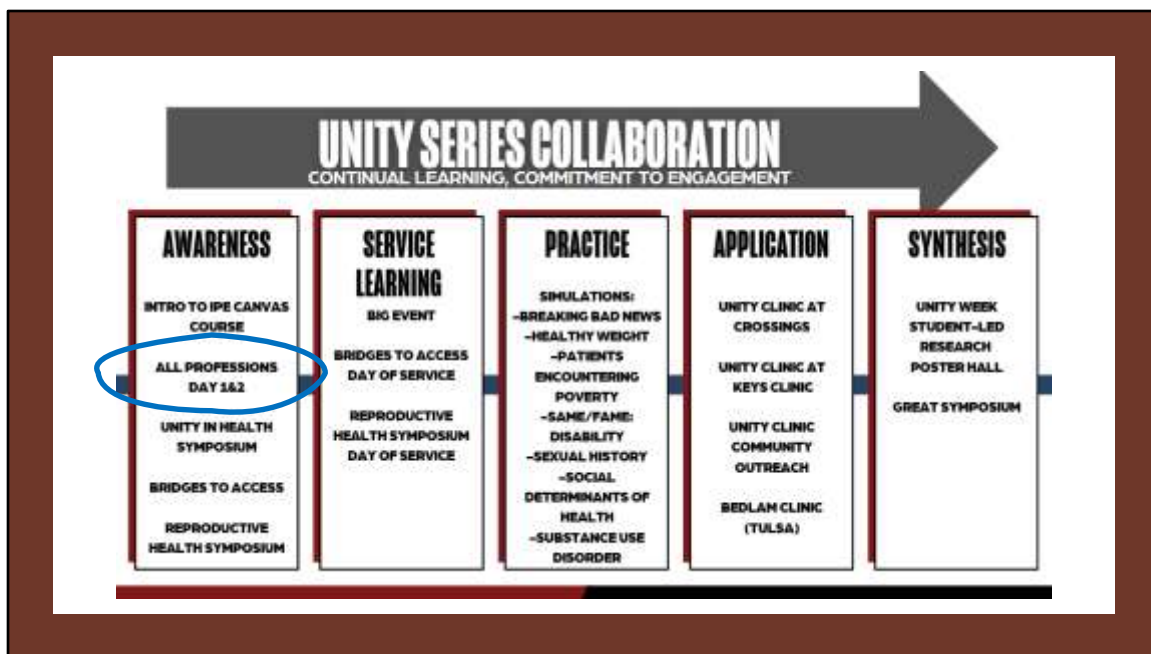 UNITY SERIES COLLABORATION
CONTINUAL LEARNING, COMMITMENT TO ENGAGEMENT
AWARENESS
INTRO TO IPE CANVAS
COURSE
ALL PROFESSIONS
DAY 1&2
UNITY IN HEALTH
SYMPOSIUM
BRIDGES TO ACCESS
REPRODUCTIVE
HEALTH SYMPOSIUM
SERVICE
LEARNING
BIG EVENT
BRIDGES TO ACCESS
DAY OF SERVICE
REPRODUCTIVE
HEALTH SYMPOSIUM
DAY OF SERVICE
PRACTICE
SIMULATIONS:
-BREAKING BAD NEWS
-HEALTHY WEIGHT
-PATIENTS
ENCOUNTERING
POVERTY
-SAME/FAME:
DISABILITY
-SEXUAL HISTORY
-SOCIAL
DETERMINANTS OF
HEALTH
-SUBSTANCE USE
DISORDER
APPLICATION
UNITY CLINIC AT
CROSSINGS
UNITY CLINIC AT
KEYS CLINIC
UNITY CLINIC
COMMUNITY
OUTREACH
BEDLAM CLINIC
(TULSA)
SYNTHESIS
UNITY WEEK
STUDENT-LED
RESEARCH
POSTER HALL
GREAT SYMPOSIUM